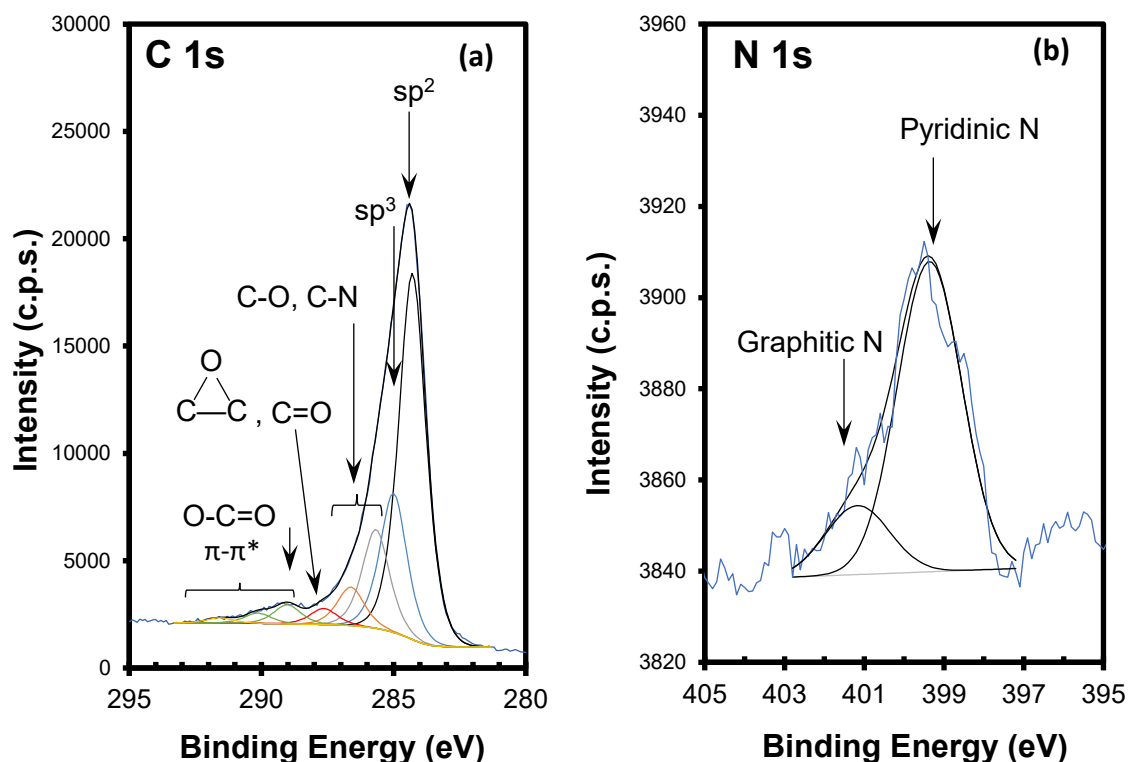 C 1s
(a)
sp²
sp³
C-O, C-N
O
C C , C=O
O-C=O
π-π*
30000
25000
20000
15000
10000
5000
0
295
290
285
280
Intensity (c.p.s.)
Binding Energy (eV)
N 1s
(b)
Pyridinic N
Graphitic N
3960
3940
3920
3900
3880
3860
3840
3820
405
403
401
399
397
395
Intensity (c.p.s.)
Binding Energy (eV)